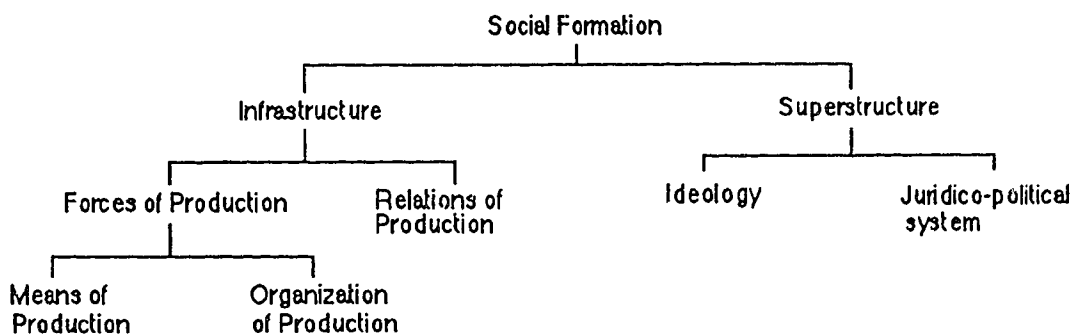 Social Formation
Infrastructure
Superstructure
Forces of Production
Relations of
Production
Ideology
Juridico-political
system
Means of
Production
Organization
of Production